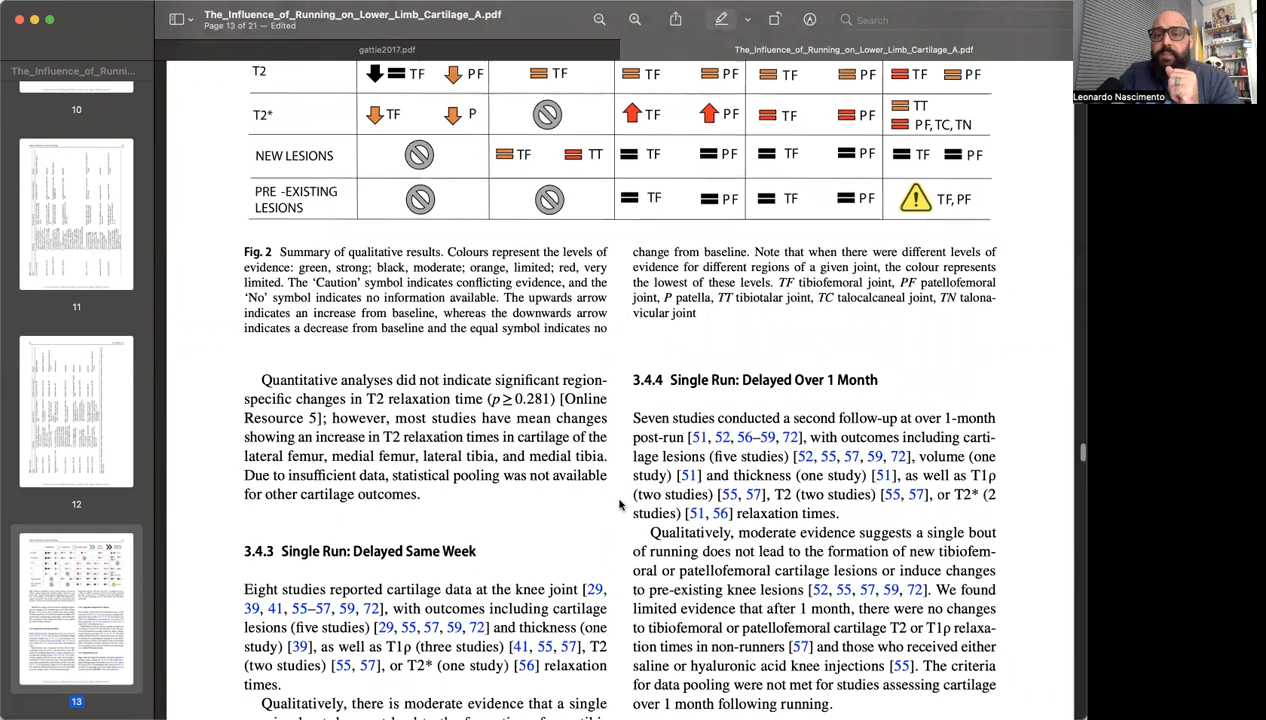 The_Influence_of_Running_on_Lower_Limb_Cartilage_A.pdf
Page 13 of 21 — Edited
Search
gattie2017.pdf
The_Influence_of_Running_on_Lower_Limb_Cartilage_A.pdf
Leonardo Nascimento
The_Influence_of_Runni...
10
11
12
13
T2 TF PF TF TF PF TF PF TF PF
T2* TF P TF PF TF PF TT
PF, TC, TN
NEW LESIONS TF TT TF PF TF PF TF PF
PRE -EXISTING
LESIONS TF PF TF PF TF, PF
Fig. 2 Summary of qualitative results. Colours represent the levels of
evidence: green, strong; black, moderate; orange, limited; red, very
limited. The ‘Caution’ symbol indicates conflicting evidence, and the
‘No’ symbol indicates no information available. The upwards arrow
indicates an increase from baseline, whereas the downwards arrow
indicates a decrease from baseline and the equal symbol indicates no
change from baseline. Note that when there were different levels of
evidence for different regions of a given joint, the colour represents
the lowest of these levels. TF tibiofemoral joint, PF patellofemoral
joint, P patella, TT tibiotalar joint, TC talocalcaneal joint, TN talona-
vicular joint
Quantitative analyses did not indicate significant region-
specific changes in T2 relaxation time (p ≥ 0.281) [Online
Resource 5]; however, most studies have mean changes
showing an increase in T2 relaxation times in cartilage of the
lateral femur, medial femur, lateral tibia, and medial tibia.
Due to insufficient data, statistical pooling was not available
for other cartilage outcomes.
3.4.3 Single Run: Delayed Same Week
Eight studies reported cartilage data at the knee joint [29,
39, 41, 55–57, 59, 72], with outcomes including cartilage
lesions (five studies) [29, 55, 57, 59, 72] and thickness (one
study) [39], as well as T1ρ (three studies) [41, 55, 57], T2
(two studies) [55, 57], or T2* (one study) [56] relaxation
times.
Qualitatively, there is moderate evidence that a single
3.4.4 Single Run: Delayed Over 1 Month
Seven studies conducted a second follow-up at over 1-month
post-run [51, 52, 56–59, 72], with outcomes including carti-
lage lesions (five studies) [52, 55, 57, 59, 72], volume (one
study) [51] and thickness (one study) [51], as well as T1ρ
(two studies) [55, 57], T2 (two studies) [55, 57], or T2* (2
studies) [51, 56] relaxation times.
Qualitatively, moderate evidence suggests a single bout
of running does not lead to the formation of new tibiofem-
oral or patellofemoral cartilage lesions or induce changes
to pre-existing knee lesions [52, 55, 57, 59, 72]. We found
limited evidence that after 1 month, there were no changes
to tibiofemoral or patellofemoral cartilage T2 or T1ρ relaxa-
tion times in meniscus [57] and those who received either
saline or hyaluronic acid knee injections [55]. The criteria
for data pooling were not met for studies assessing cartilage
over 1 month following running.